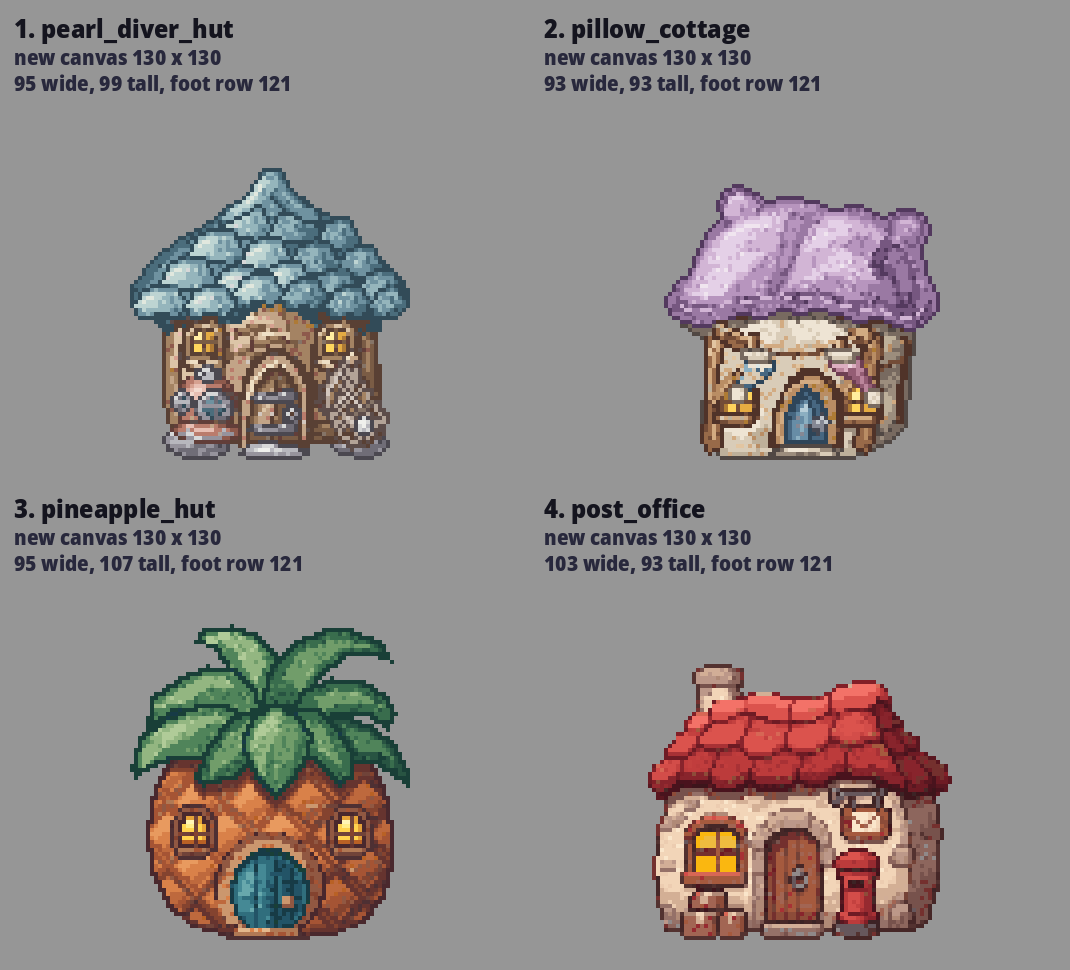 1. pearl_diver_hut
new canvas 130 x 130
95 wide, 99 tall, foot row 121
2. pillow_cottage
new canvas 130 x 130
93 wide, 93 tall, foot row 121
3. pineapple_hut
new canvas 130 x 130
95 wide, 107 tall, foot row 121
4. post_office
new canvas 130 x 130
103 wide, 93 tall, foot row 121